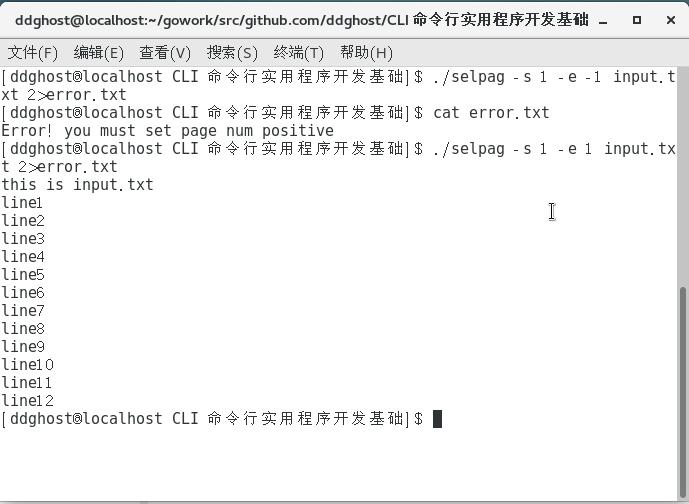 ddghost@localhost:~/gowork/src/github.com/ddghost/CLI 命令行实用程序开发基础
文件(F) 编辑(E) 查看(V) 搜索(S) 终端(T) 帮助(H)
[ddghost@localhost CLI 命令行实用程序开发基础]$ ./selpag -s 1 -e -1 input.t
xt 2>error.txt
[ddghost@localhost CLI 命令行实用程序开发基础]$ cat error.txt
Error! you must set page num positive
[ddghost@localhost CLI 命令行实用程序开发基础]$ ./selpag -s 1 -e 1 input.tx
t 2>error.txt
this is input.txt
line1
line2
line3
line4
line5
line6
line7
line8
line9
line10
line11
line12
[ddghost@localhost CLI 命令行实用程序开发基础]$